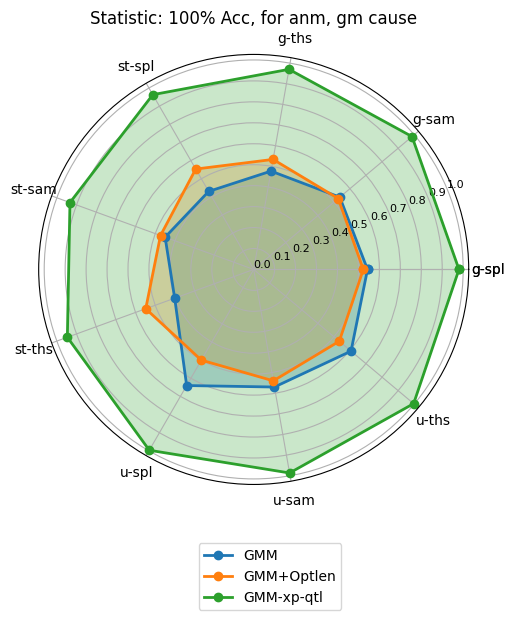 Statistic: 100% Acc, for anm, gm cause
g-ths
st-spl
g-sam
st-sam
1.0
0.9
0.8
0.7
0.6
0.5
0.4
0.3
0.2
0.1
0.0
g-spl
st-ths
u-ths
u-spl
u-sam
GMM
GMM+Optlen
GMM-xp-qtl